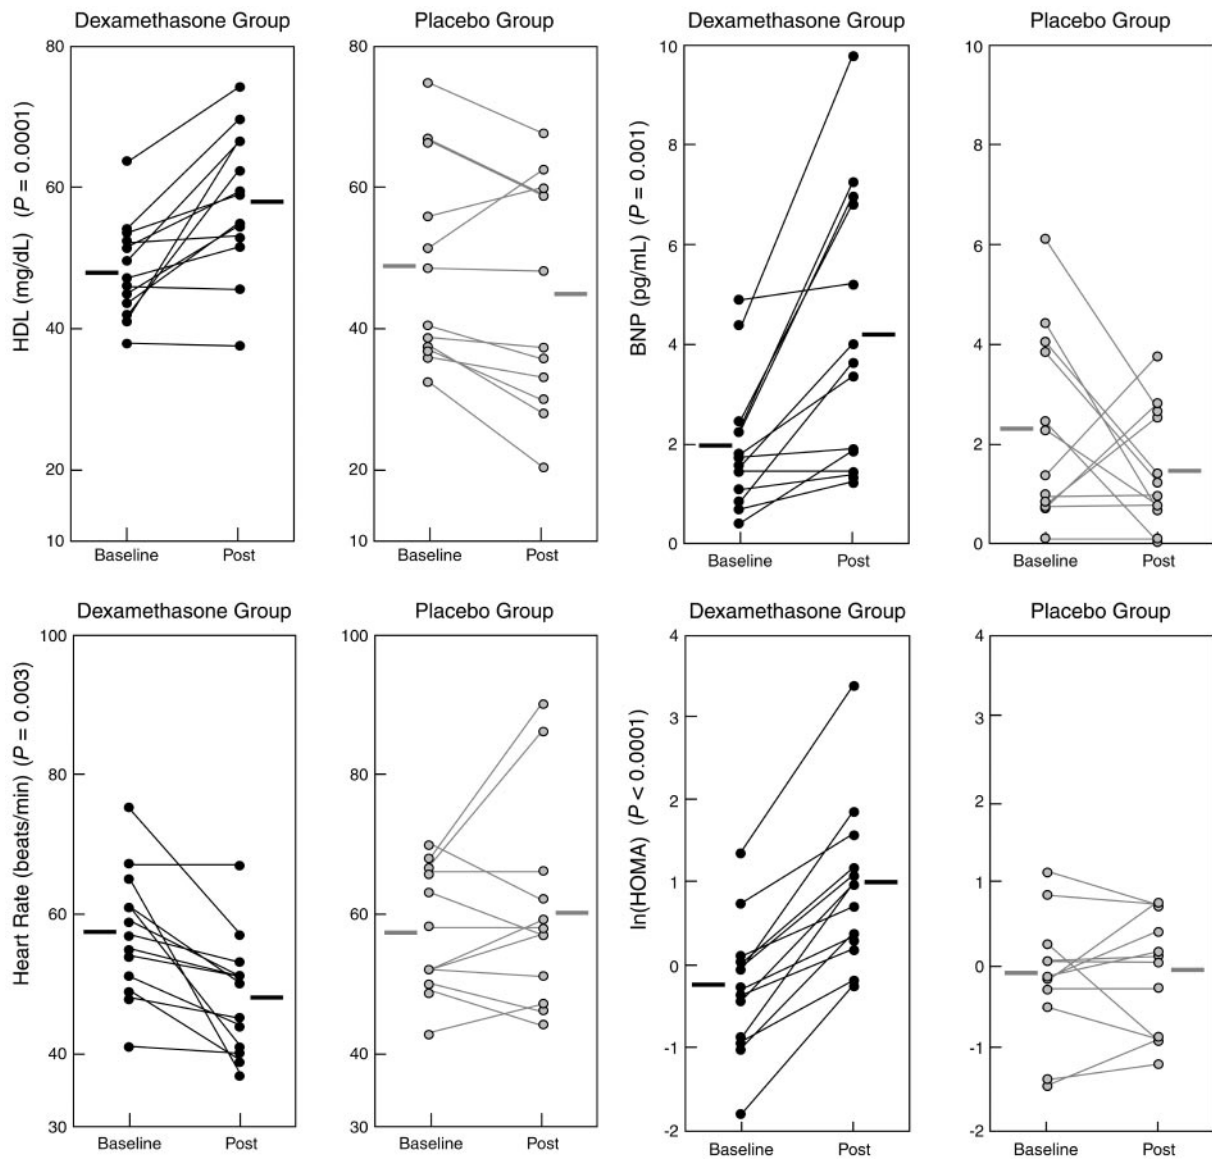 Dexamethasone Group
Placebo Group
HDL (mg/dL) (P = 0.0001)
80
60
40
20
10
Baseline
Post
Baseline
Post
80
60
40
20
10
Dexamethasone Group
Placebo Group
BNP (pg/mL) (P = 0.001)
10
8
6
4
2
0
Baseline
Post
10
8
6
4
2
0
Baseline
Post
Dexamethasone Group
Placebo Group
Heart Rate (beats/min) (P = 0.003)
100
80
60
40
30
Baseline
Post
100
80
60
40
30
Baseline
Post
Dexamethasone Group
Placebo Group
ln(HOMA) (P < 0.0001)
4
3
2
1
0
-1
-2
Baseline
Post
4
3
2
1
0
-1
-2
Baseline
Post